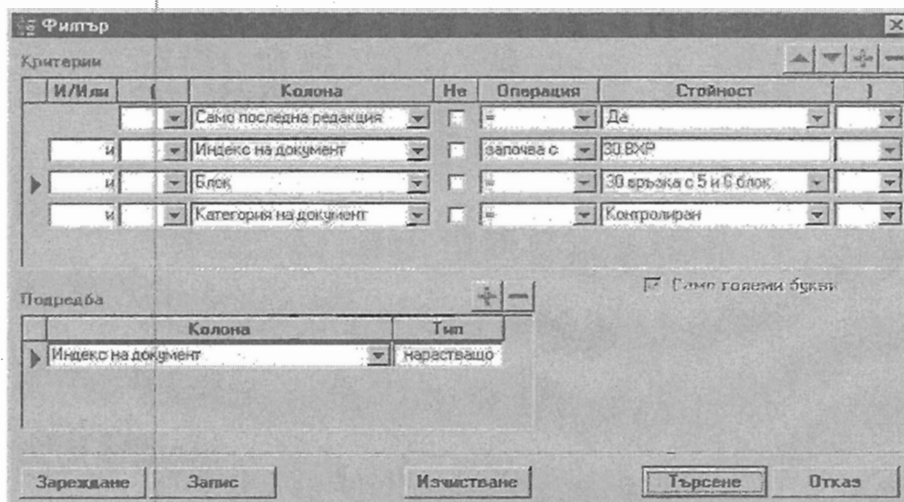 Филтър
Критерии
И/Или ( Колона Не Операция Стойност )
Само последна редакция = Да
и Индекс на документ започва с 30.ВХР
и Блок = 30 връзка с 5 и 6 блок
и Категория на документ = Контролиран
Само големи букви
Подредба
Колона Тип
Индекс на документ нарастващо
Зареждане Запис Изчистване Търсене Отказ